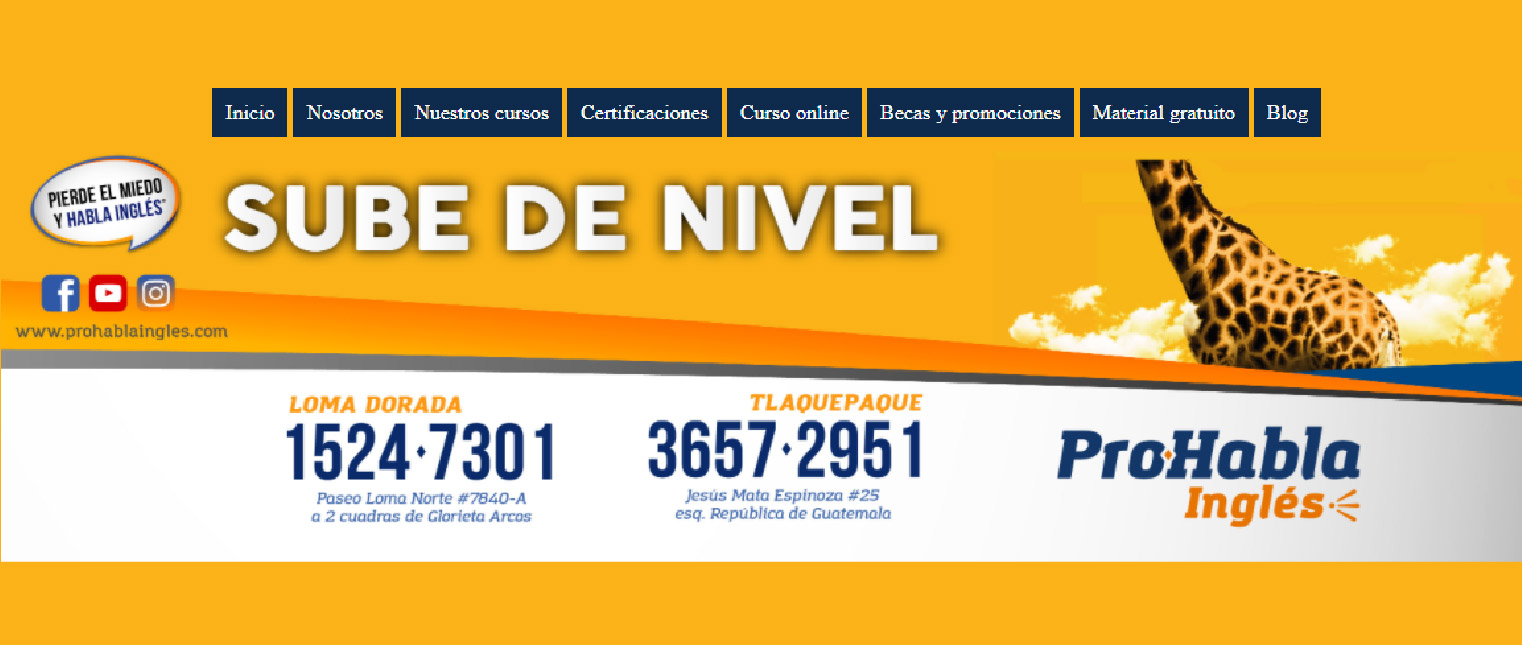 Inicio Nosotros Nuestros cursos Certificaciones Curso online Becas y promociones Material gratuito Blog
PIERDE EL MIEDO
Y HABLA INGLÉS
SUBE DE NIVEL
www.prohablaingles.com
LOMA DORADA
1524·7301
Paseo Loma Norte #7840-A
a 2 cuadras de Glorieta Arcos
TLAQUEPAQUE
3657·2951
Jesús Mata Espinoza #25
esq. República de Guatemala
Pro·Habla
Inglés